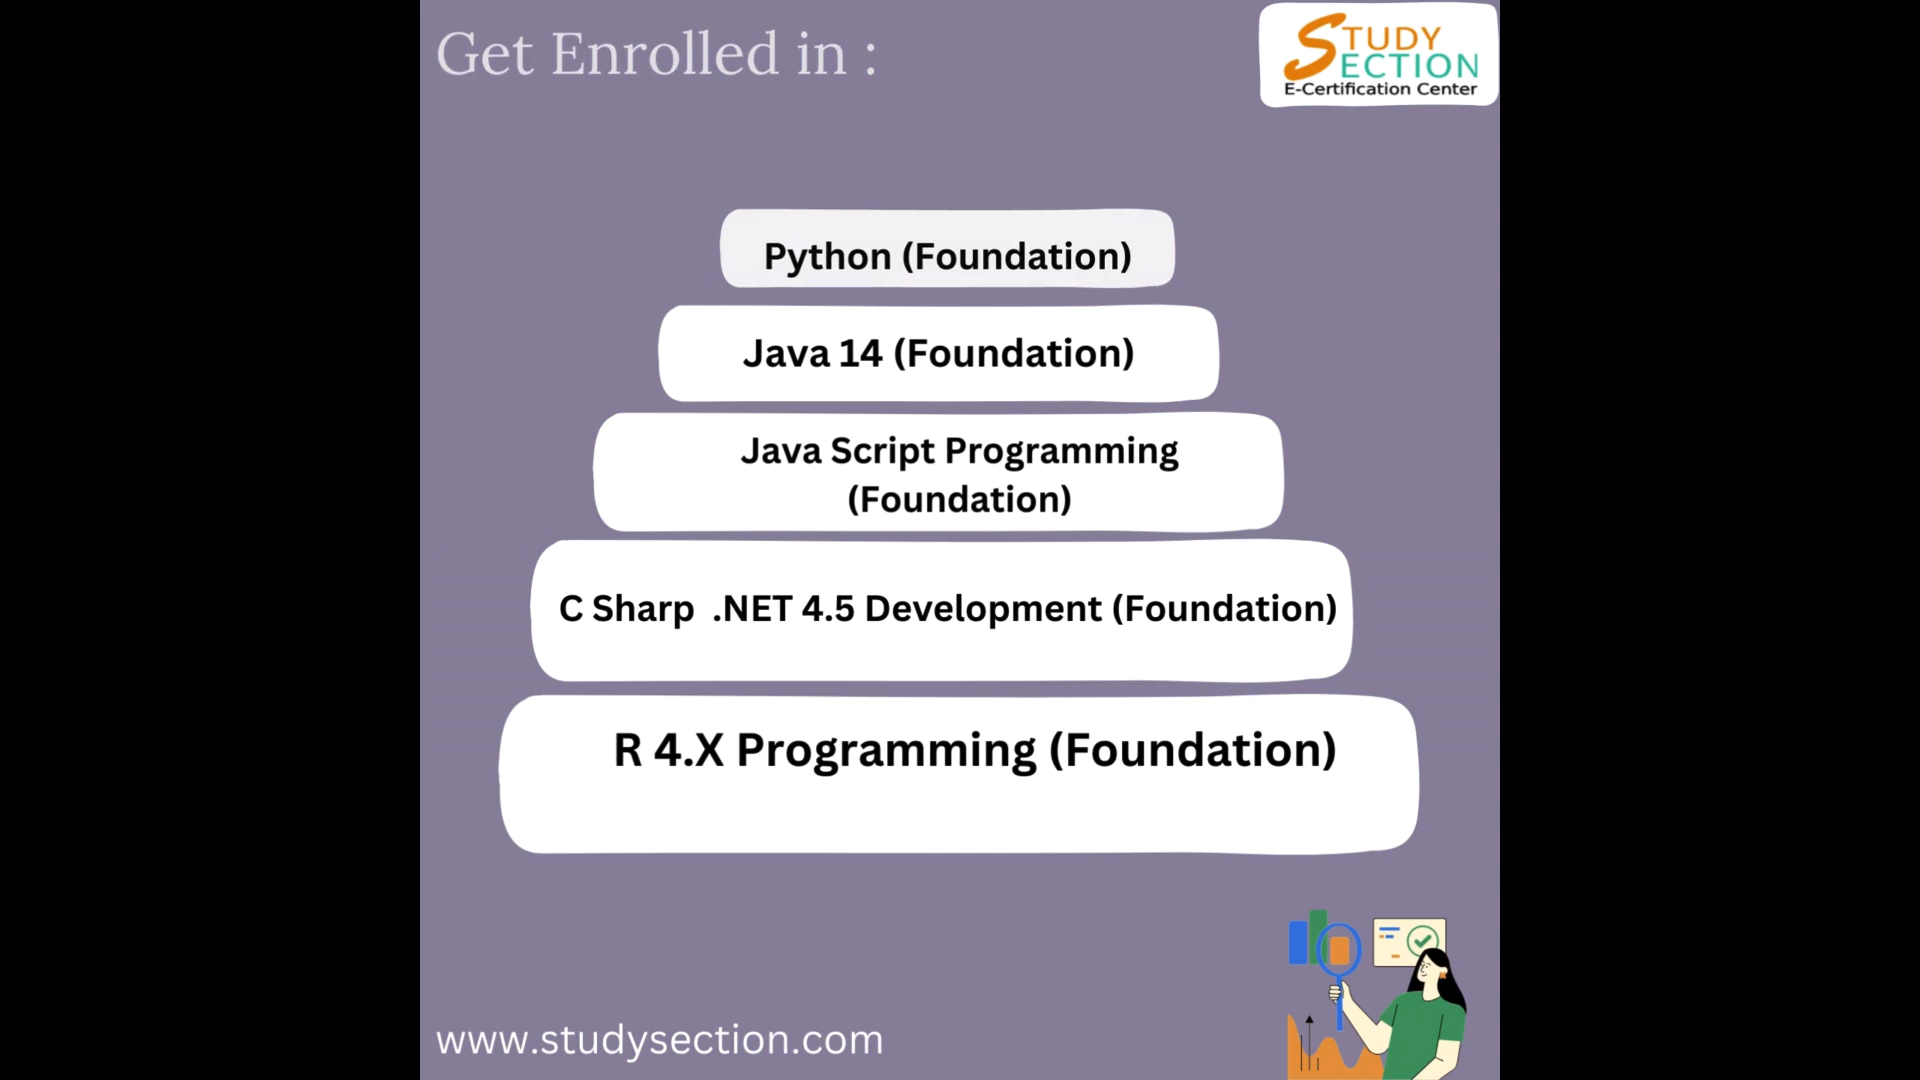 Get Enrolled in :
STUDY
SECTION
E-Certification Center
Python (Foundation)
Java 14 (Foundation)
Java Script Programming
(Foundation)
C Sharp  .NET 4.5 Development (Foundation)
R 4.X Programming (Foundation)
www.studysection.com